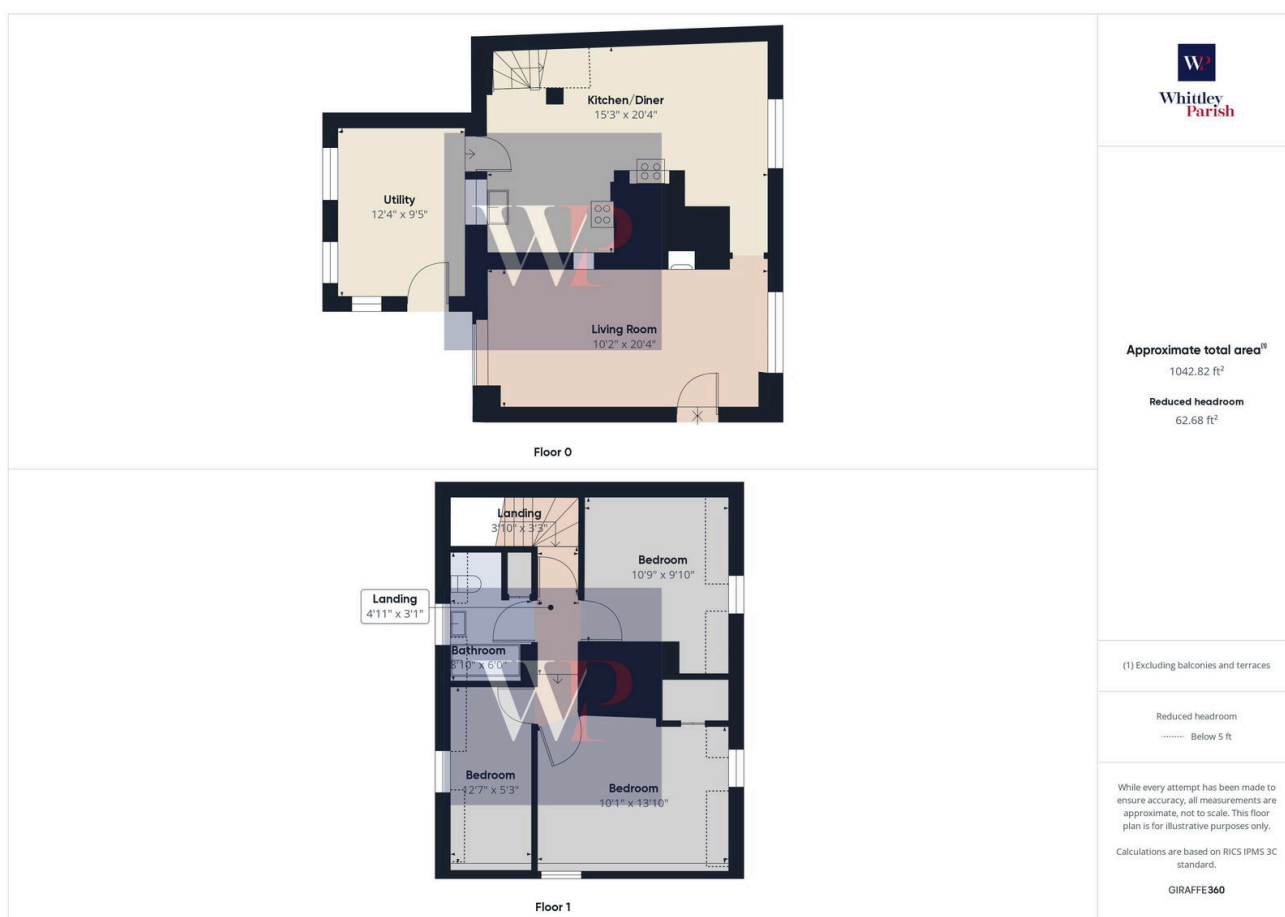 Kitchen/Diner
15'3" x 20'4"
Utility
12'4" x 9'5"
WP
Living Room
10'2" x 20'4"
Floor 0
Landing
3'10" x 3'3"
Bedroom
10'9" x 9'10"
Landing
4'11" x 3'1"
Bathroom
8'10" x 6'0"
WP
Bedroom
12'7" x 5'3"
Bedroom
10'1" x 13'10"
Floor 1
WP
Whittley
Parish
Approximate total area(1)
1042.82 ft²
Reduced headroom
62.68 ft²
(1) Excluding balconies and terraces
Reduced headroom
Below 5 ft
While every attempt has been made to
ensure accuracy, all measurements are
approximate, not to scale. This floor
plan is for illustrative purposes only.
Calculations are based on RICS IPMS 3C
standard.
GIRAFFE360